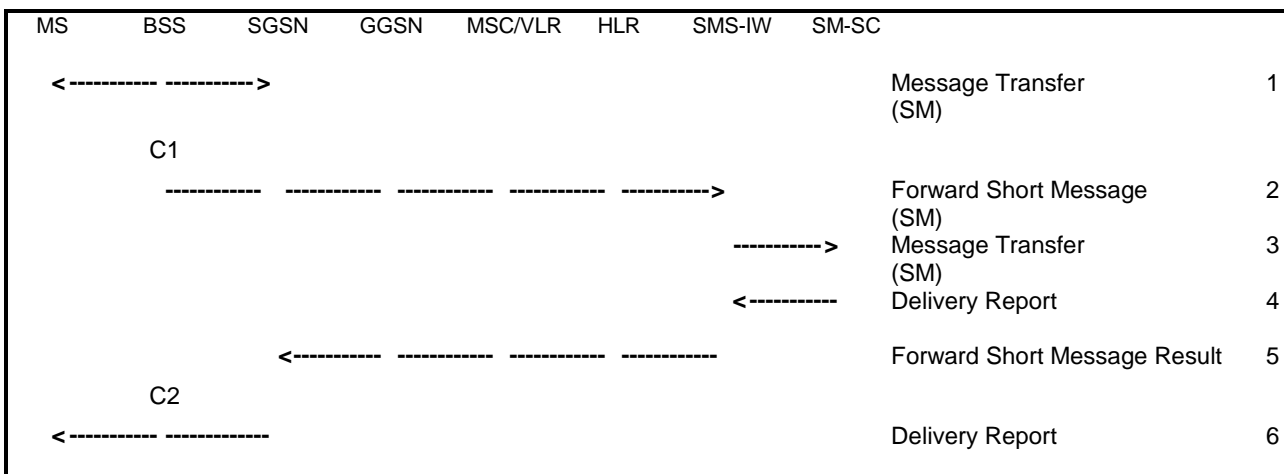 MS BSS SGSN GGSN MSC/VLR HLR SMS-IW SM-SC
<----------- -----------> Message Transfer 1
(SM)
C1
------------ ------------ ------------ ------------ -----------> Forward Short Message 2
(SM)
-----------> Message Transfer 3
(SM)
<----------- Delivery Report 4
<----------- ------------ ------------ ------------ Forward Short Message Result 5
C2
<----------- ------------- Delivery Report 6